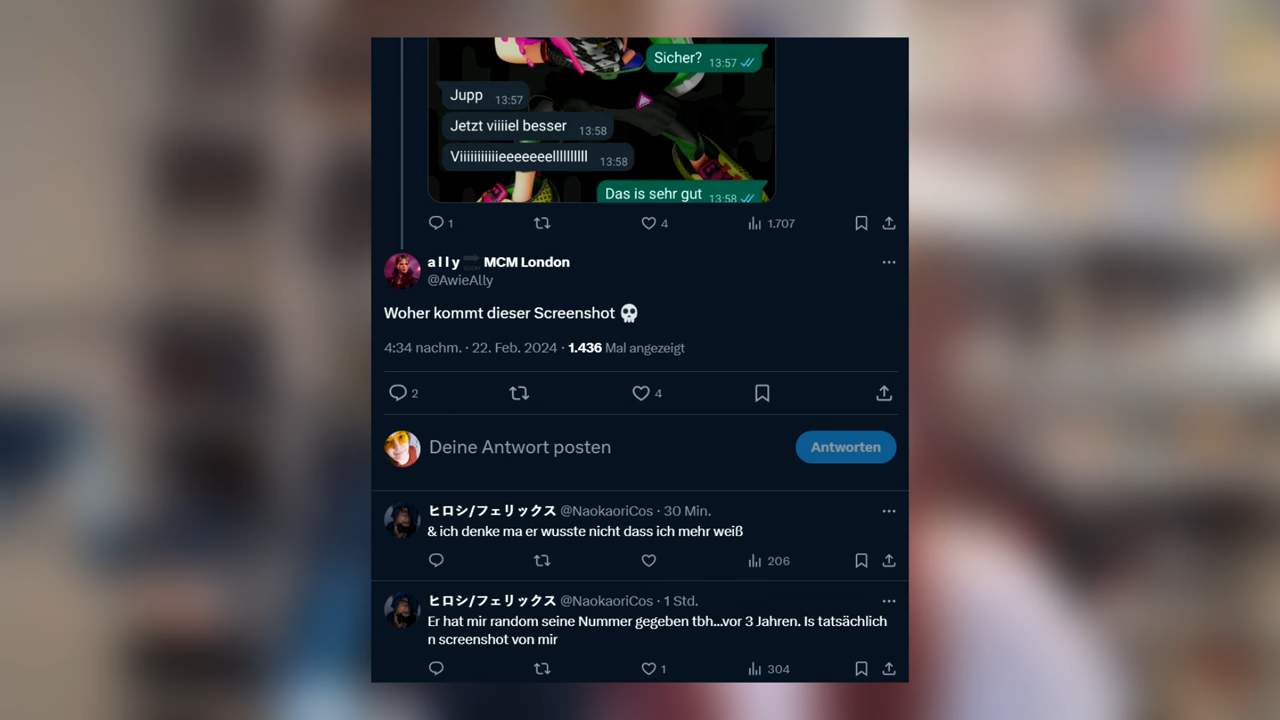 Sicher? 13:57
Jupp 13:57
Jetzt viiiiel besser 13:58
Viiiiiiiiiiieeeeeeellllllllll 13:58
Das is sehr gut 13:58
1 4 1.707
a l l y MCM London
@AwieAlly
Woher kommt dieser Screenshot 💀
4:34 nachm. · 22. Feb. 2024 · 1.436 Mal angezeigt
2 4
Deine Antwort posten Antworten
ヒロシ/フェリックス @NaokaoriCos · 30 Min.
& ich denke ma er wusste nicht dass ich mehr weiß
206
ヒロシ/フェリックス @NaokaoriCos · 1 Std.
Er hat mir random seine Nummer gegeben tbh...vor 3 Jahren. Is tatsächlich
n screenshot von mir
1 304